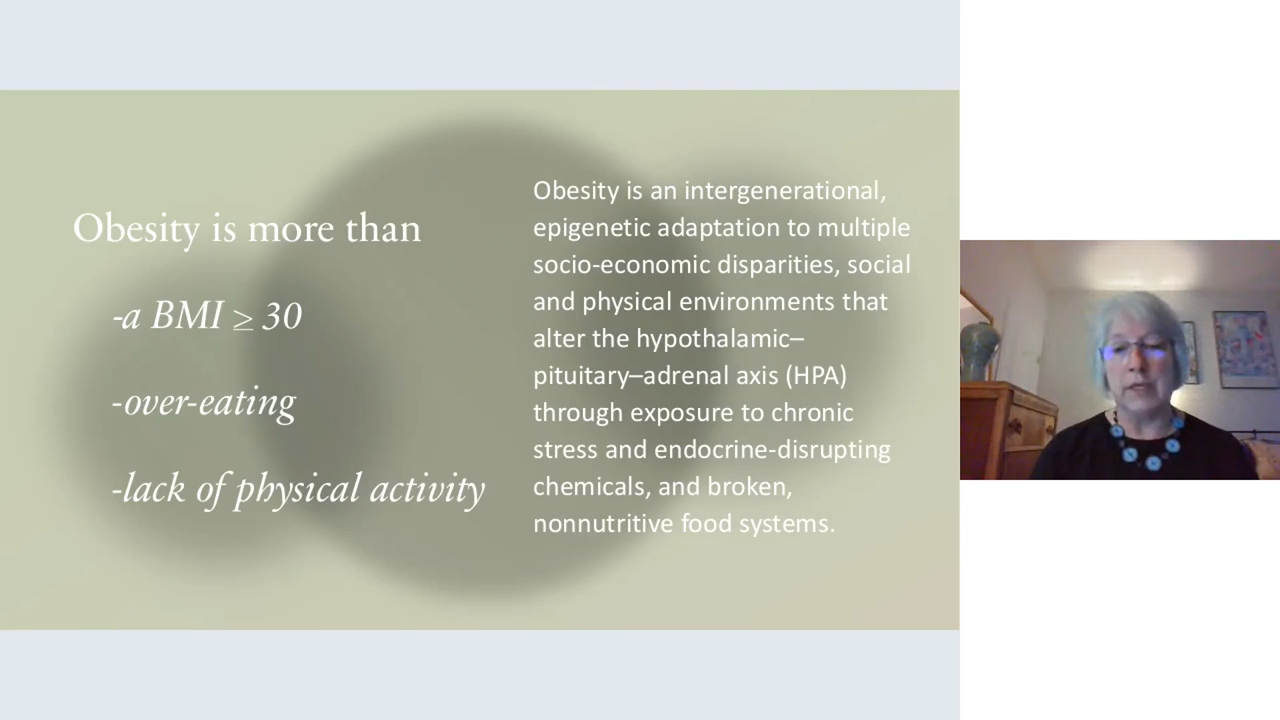 Obesity is more than
-a BMI ≥ 30
-over-eating
-lack of physical activity
Obesity is an intergenerational,
epigenetic adaptation to multiple
socio-economic disparities, social
and physical environments that
alter the hypothalamic–
pituitary–adrenal axis (HPA)
through exposure to chronic
stress and endocrine-disrupting
chemicals, and broken,
nonnutritive food systems.